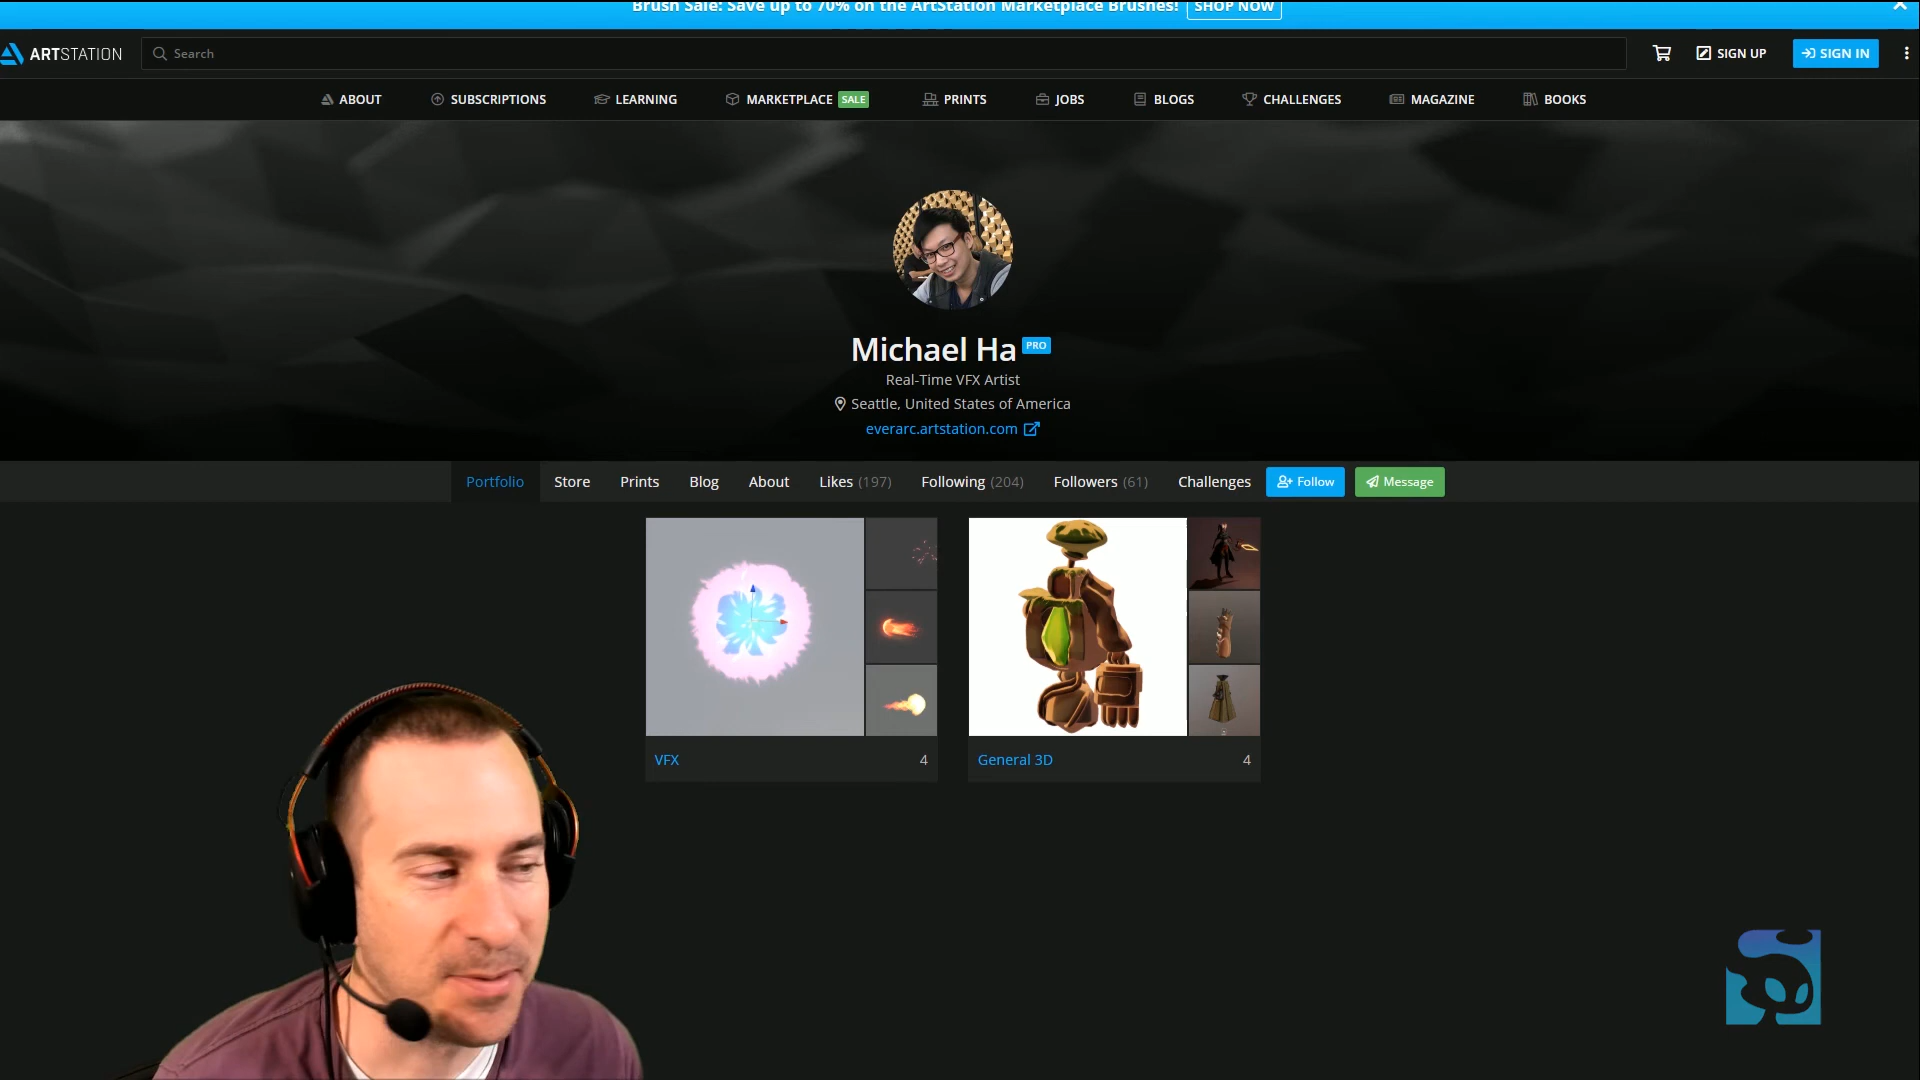 Brush Sale: Save up to 70% on the ArtStation Marketplace Brushes! SHOP NOW
ARTSTATION
Search
SIGN UP
SIGN IN
ABOUT
SUBSCRIPTIONS
LEARNING
MARKETPLACE SALE
PRINTS
JOBS
BLOGS
CHALLENGES
MAGAZINE
BOOKS
Michael Ha PRO
Real-Time VFX Artist
Seattle, United States of America
everarc.artstation.com
Portfolio
Store
Prints
Blog
About
Likes (197)
Following (204)
Followers (61)
Challenges
Follow
Message
VFX 4
General 3D 4